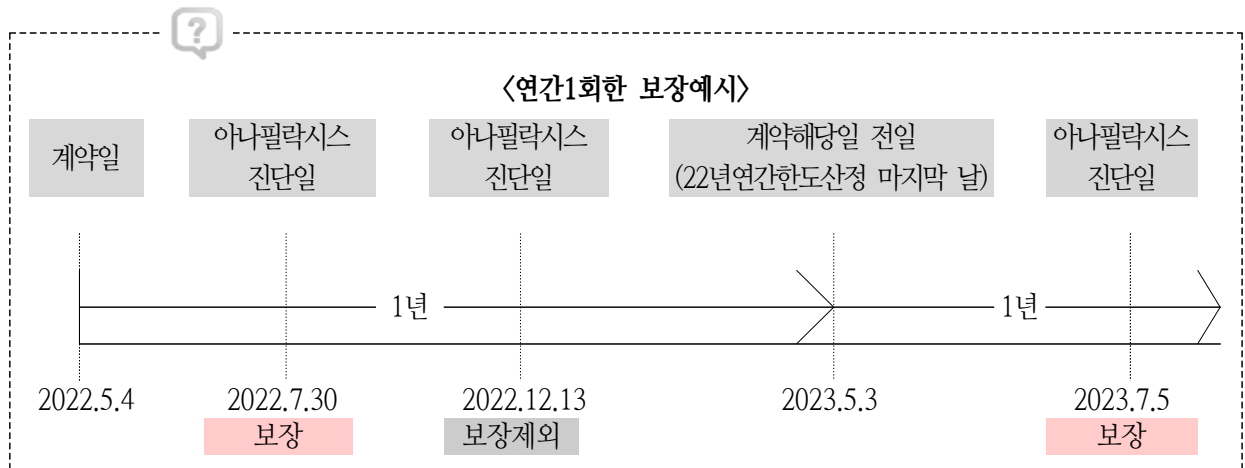 ?
〈연간1회한 보장예시〉
계약일
아나필락시스
진단일
아나필락시스
진단일
계약해당일 전일
(22년연간한도산정 마지막 날)
아나필락시스
진단일
1년
1년
2022.5.4
2022.7.30
보장
2022.12.13
보장제외
2023.5.3
2023.7.5
보장